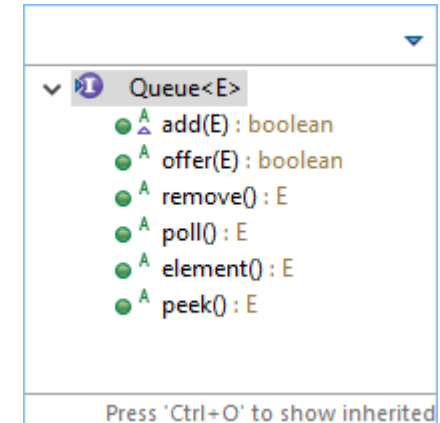 Queue<E>
add(E) : boolean
offer(E) : boolean
remove() : E
poll() : E
element() : E
peek() : E
Press 'Ctrl+O' to show inherited